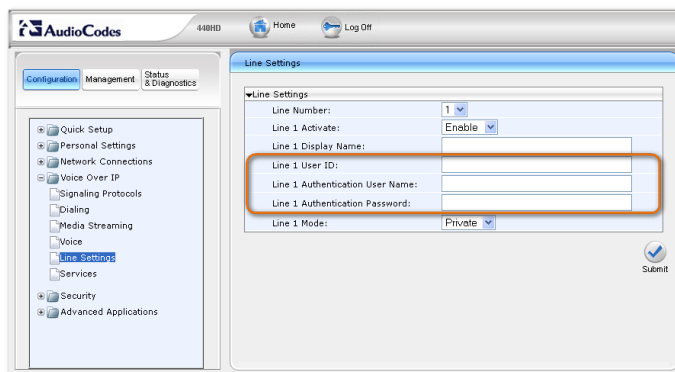 AudioCodes
440HD
Home
Log Off
Configuration
Management
Status
& Diagnostics
Quick Setup
Personal Settings
Network Connections
Voice Over IP
Signaling Protocols
Dialing
Media Streaming
Voice
Line Settings
Services
Security
Advanced Applications
Line Settings
Line Settings
Line Number: 1
Line 1 Activate: Enable
Line 1 Display Name:
Line 1 User ID:
Line 1 Authentication User Name:
Line 1 Authentication Password:
Line 1 Mode: Private
Submit